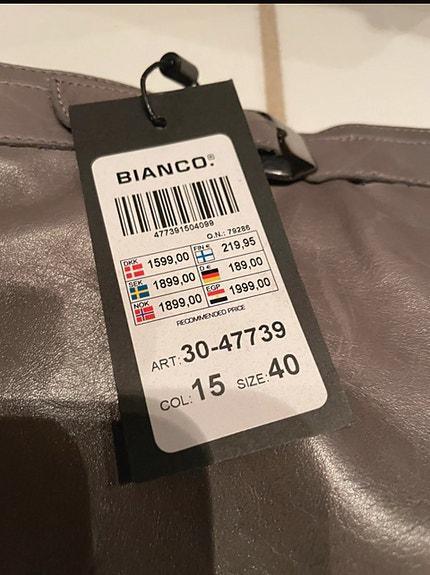 BIANCO.®
477391504099
O.N.: 79286
DKK 1599,00 FIN € 219,95
SEK 1899,00 D € 189,00
NOK 1899,00 EGP 1999,00
RECOMMENDED PRICE
ART: 30-47739
COL: 15 SIZE: 40